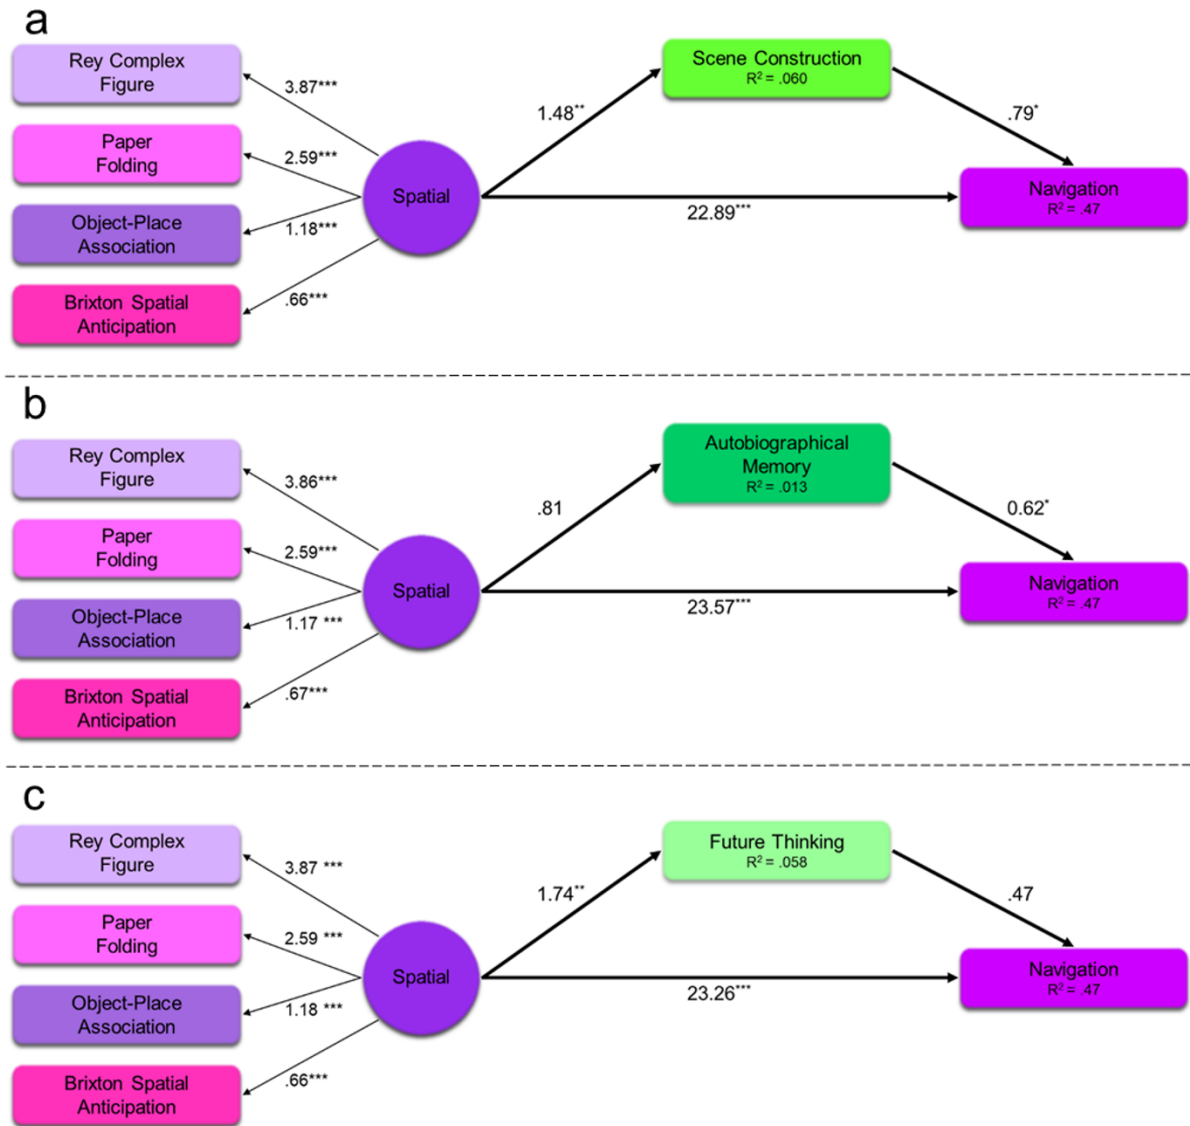 a
Rey Complex
Figure
Paper
Folding
Object-Place
Association
Brixton Spatial
Anticipation
3.87***
2.59***
1.18***
.66***
Spatial
1.48**
Scene Construction
R² = .060
.79*
22.89***
Navigation
R² = .47
b
Rey Complex
Figure
Paper
Folding
Object-Place
Association
Brixton Spatial
Anticipation
3.86***
2.59***
1.17 ***
.67***
Spatial
.81
Autobiographical
Memory
R² = .013
0.62*
23.57***
Navigation
R² = .47
c
Rey Complex
Figure
Paper
Folding
Object-Place
Association
Brixton Spatial
Anticipation
3.87 ***
2.59 ***
1.18 ***
.66***
Spatial
1.74**
Future Thinking
R² = .058
.47
23.26***
Navigation
R² = .47